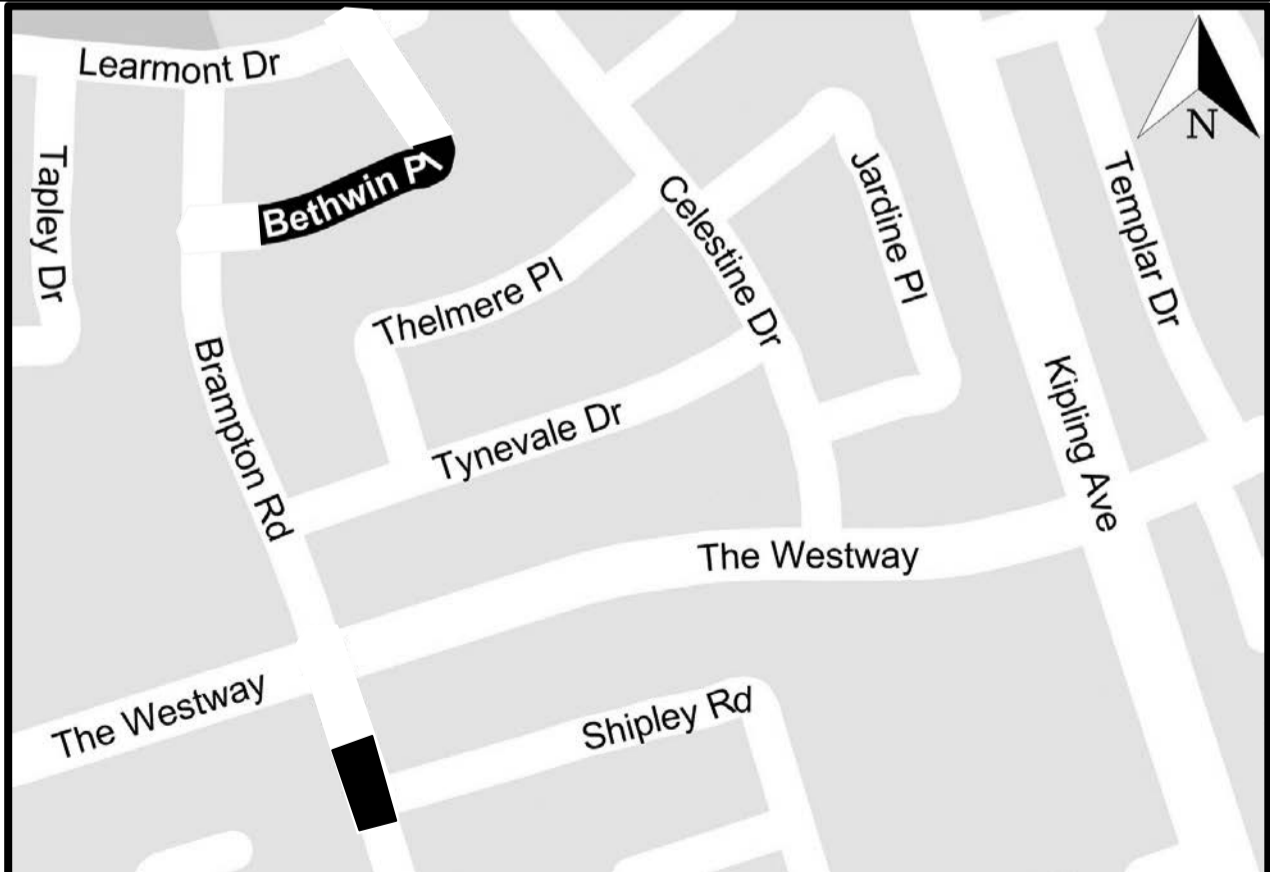 Learmont Dr
N
Tapley Dr
Bethwin
Jardine Pl
Templar Dr
Celestine Dr
Thelmere Pl
Brampton Rd
Kipling Ave
Tynevale Dr
The Westway
The Westway
Shipley Rd